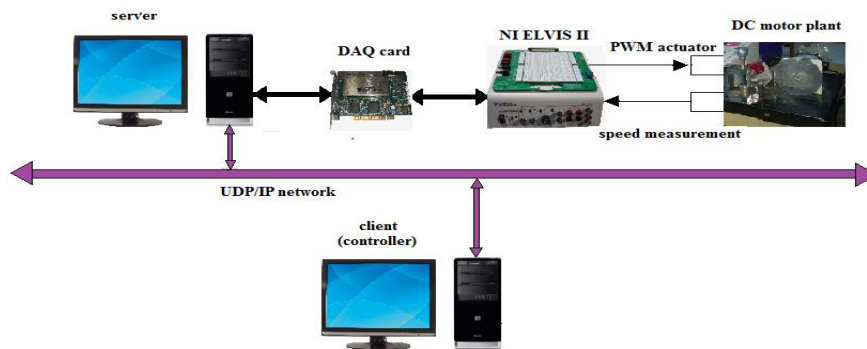 server
DAQ card
NI ELVIS II
PWM actuator
DC motor plant
speed measurement
UDP/IP network
client
(controller)